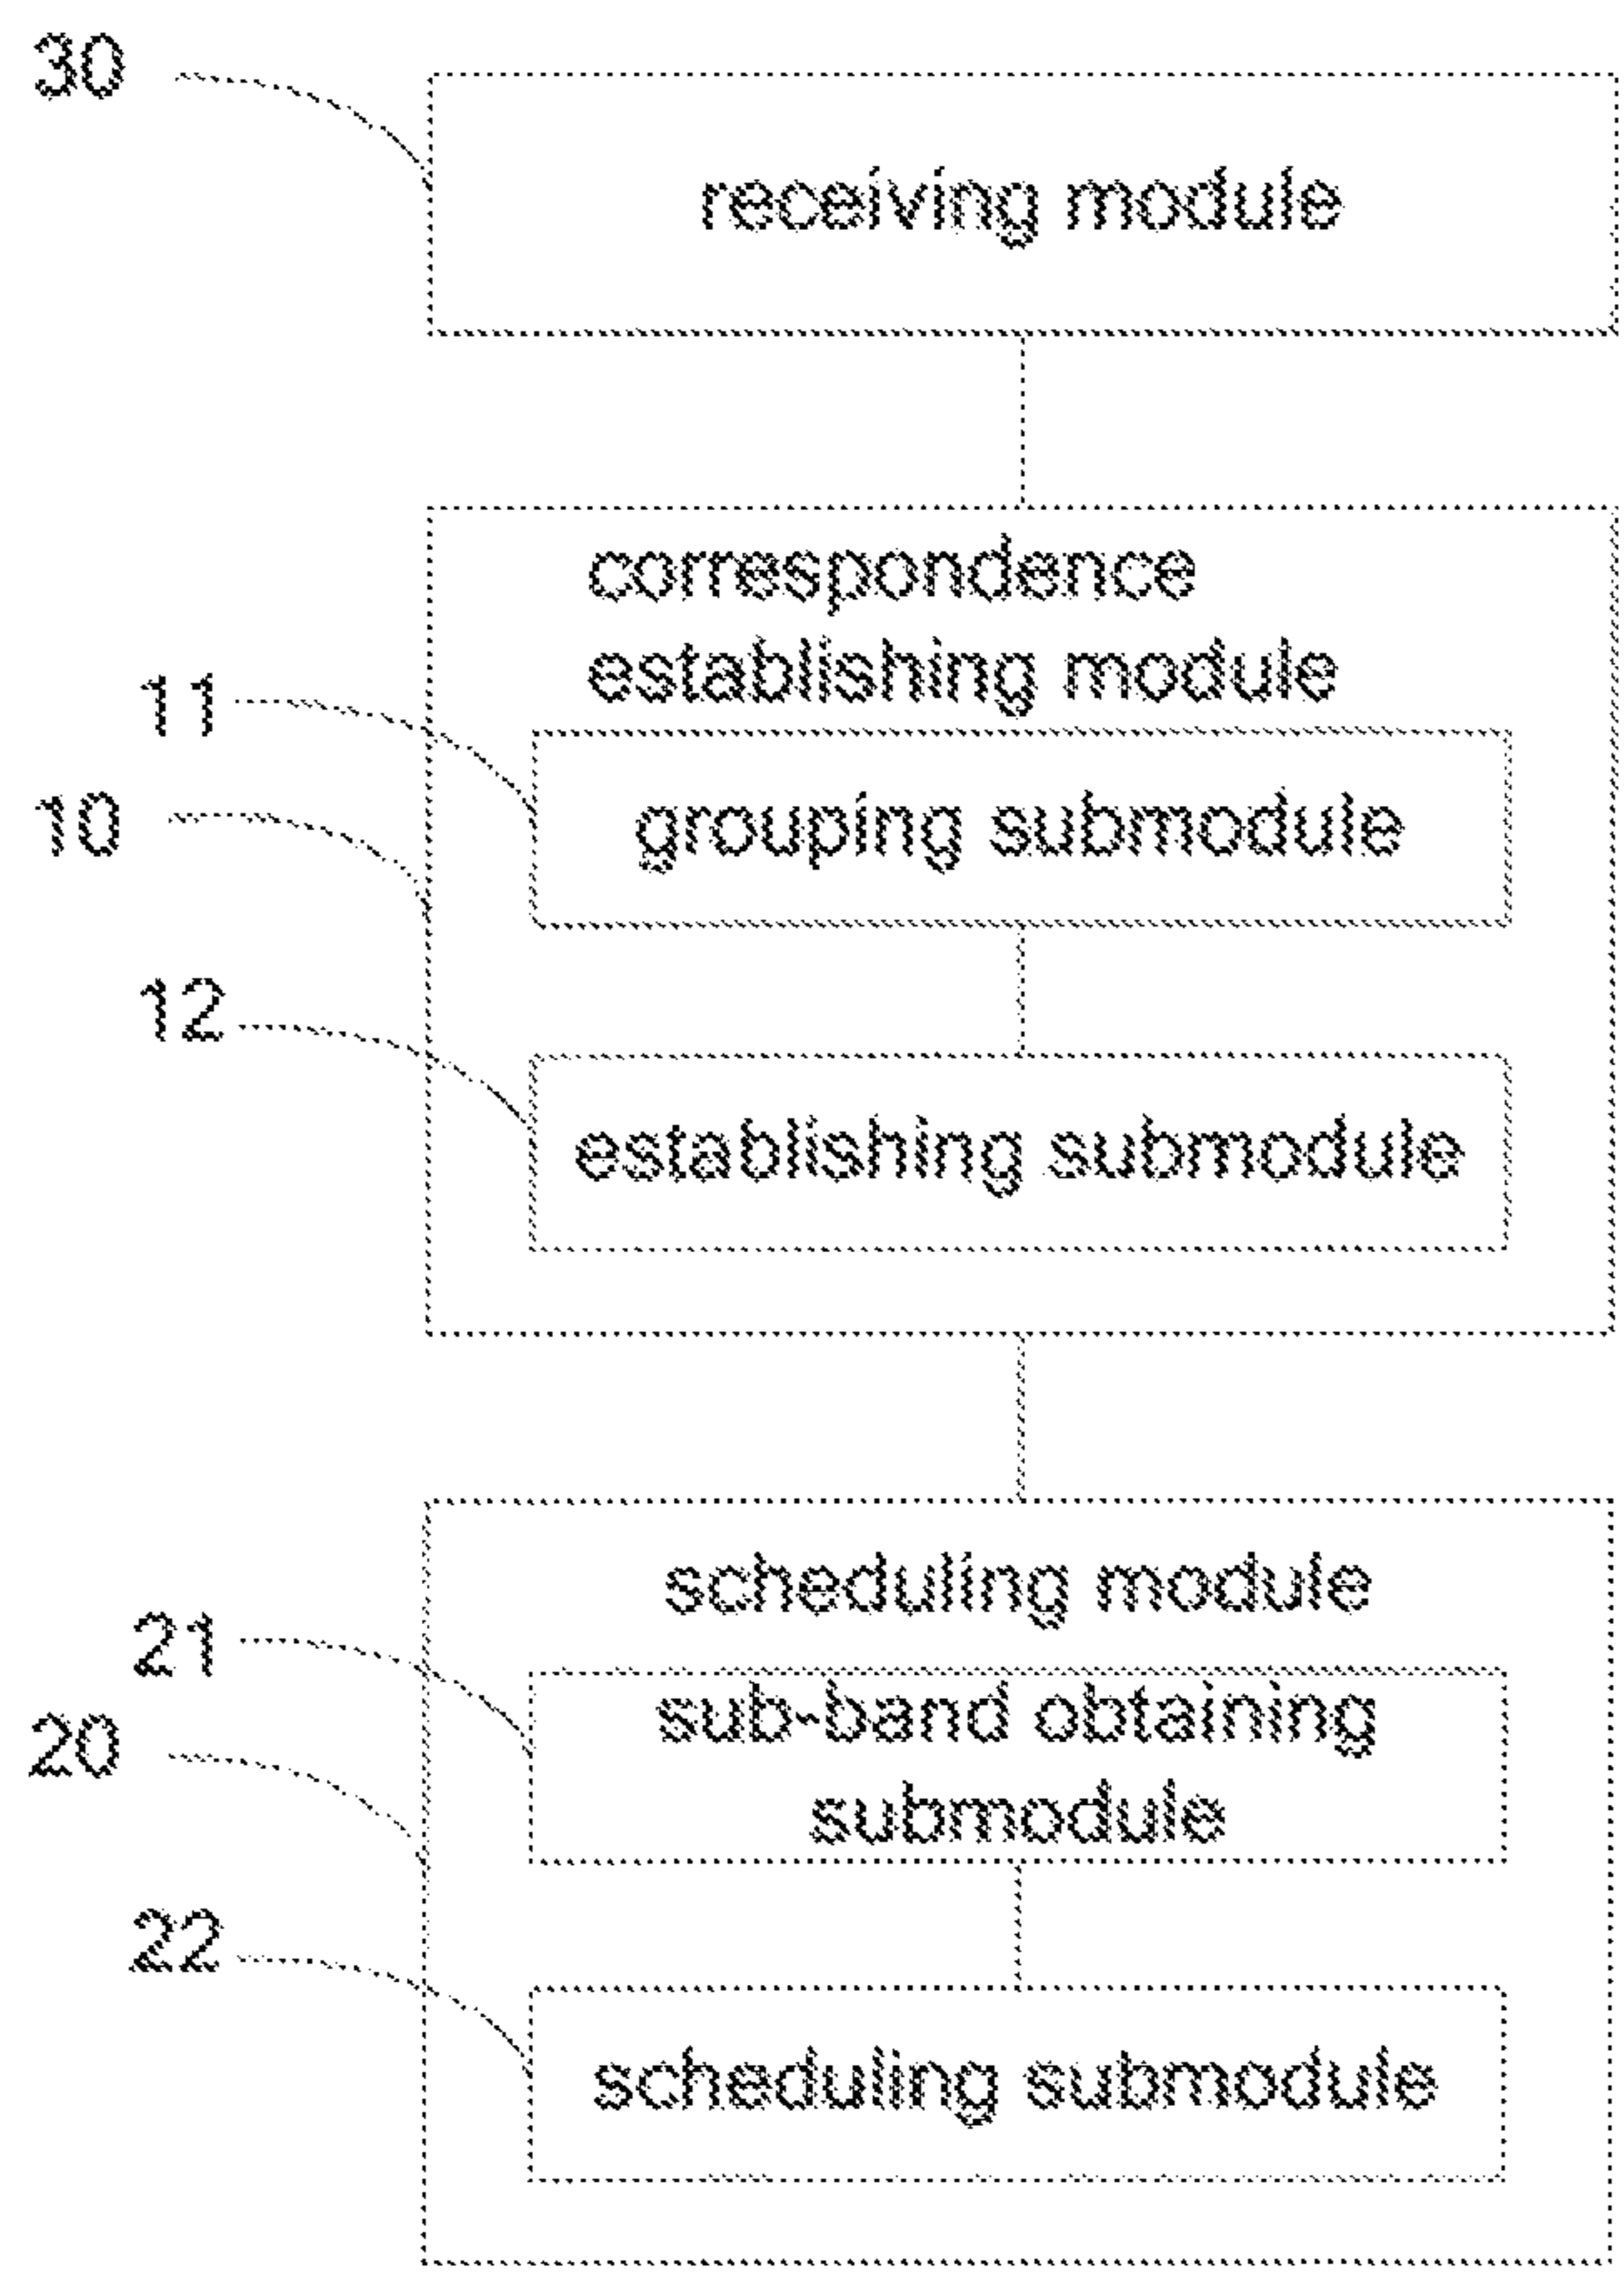 30
receiving module
correspondence
establishing module
11
grouping submodule
10
12
establishing submodule
scheduling module
21
sub-band obtaining
submodule
20
22
scheduling submodule